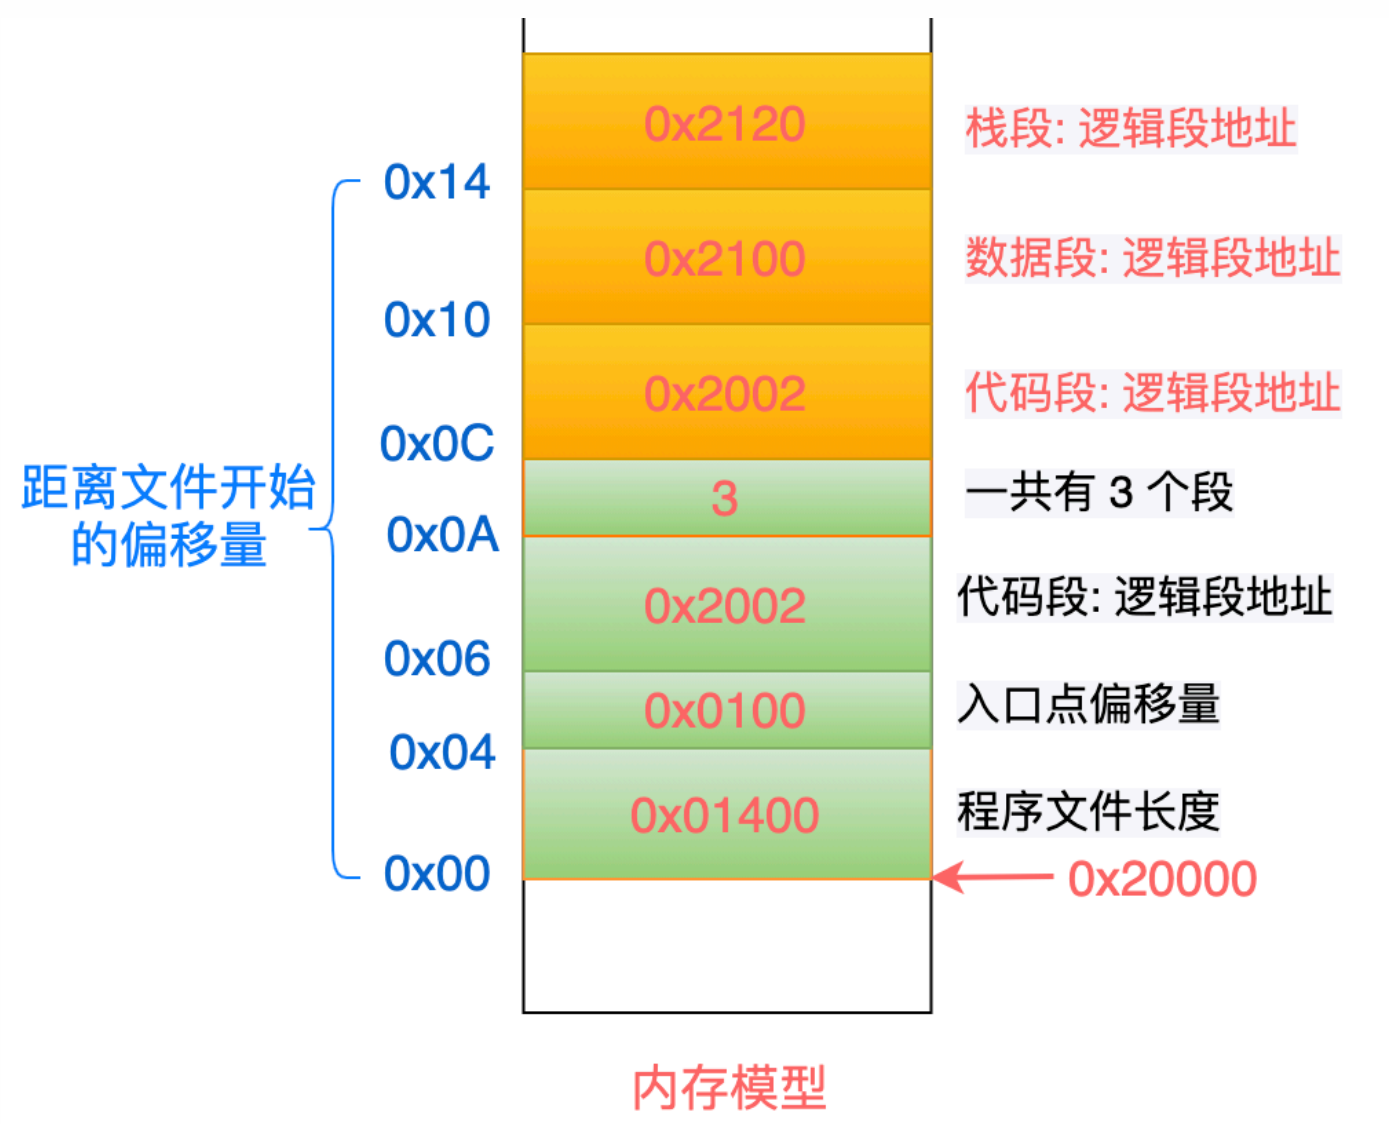 0x2120
栈段: 逻辑段地址
0x14
0x2100
数据段: 逻辑段地址
0x10
0x2002
代码段: 逻辑段地址
0x0C
3
一共有 3 个段
距离文件开始
的偏移量
0x0A
0x2002
代码段: 逻辑段地址
0x06
0x0100
入口点偏移量
0x04
0x01400
程序文件长度
0x00
0x20000
内存模型